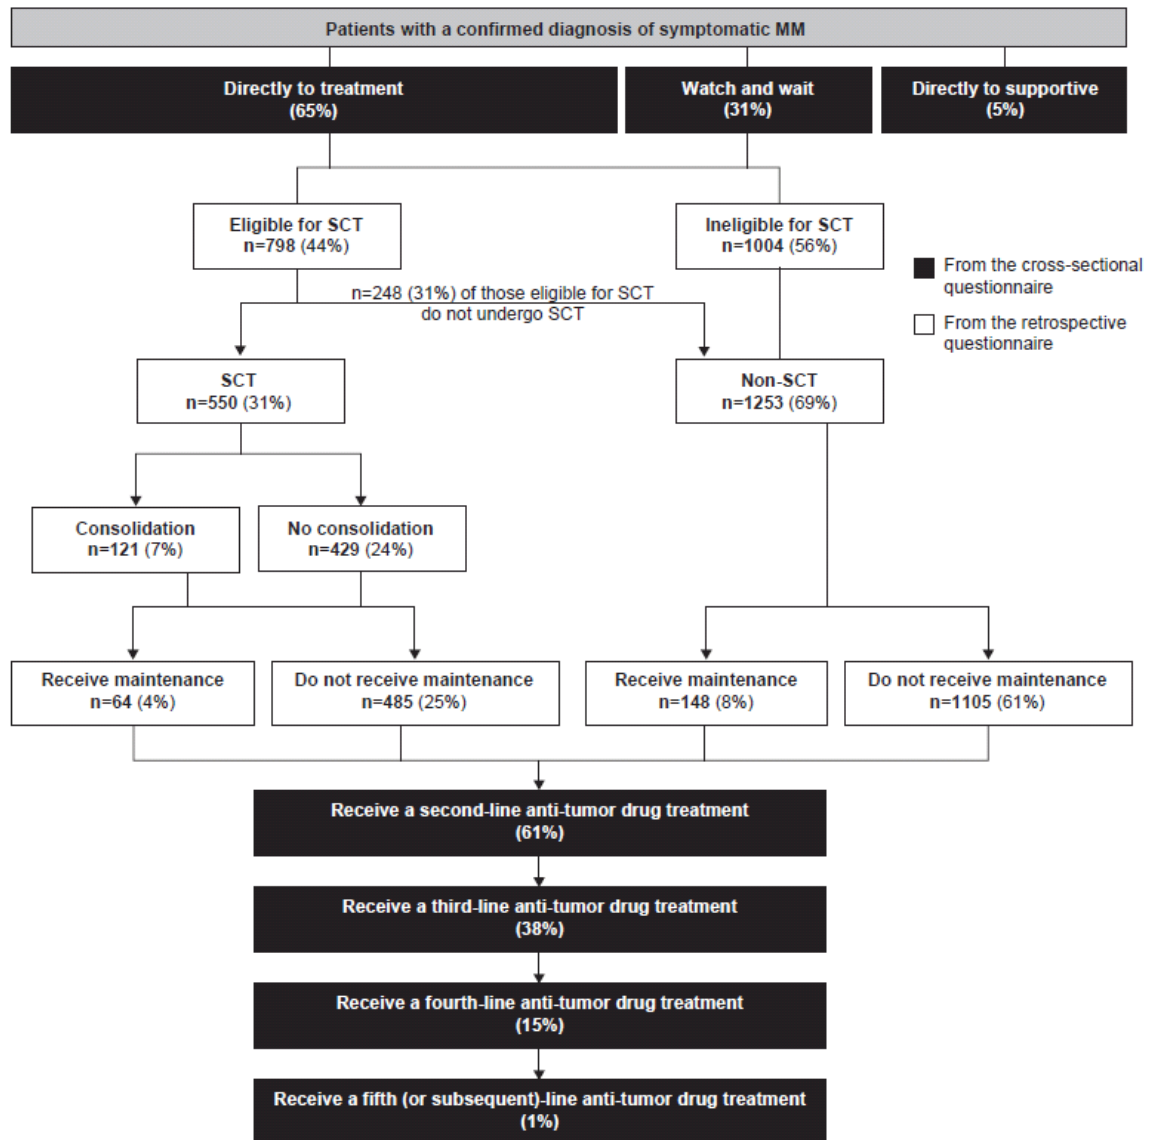 Patients with a confirmed diagnosis of symptomatic MM
Directly to treatment
(65%)
Watch and wait
(31%)
Directly to supportive
(5%)
Eligible for SCT
n=798 (44%)
Ineligible for SCT
n=1004 (56%)
From the cross-sectional
questionnaire
From the retrospective
questionnaire
n=248 (31%) of those eligible for SCT
do not undergo SCT
SCT
n=550 (31%)
Non-SCT
n=1253 (69%)
Consolidation
n=121 (7%)
No consolidation
n=429 (24%)
Receive maintenance
n=64 (4%)
Do not receive maintenance
n=485 (25%)
Receive maintenance
n=148 (8%)
Do not receive maintenance
n=1105 (61%)
Receive a second-line anti-tumor drug treatment
(61%)
Receive a third-line anti-tumor drug treatment
(38%)
Receive a fourth-line anti-tumor drug treatment
(15%)
Receive a fifth (or subsequent)-line anti-tumor drug treatment
(1%)